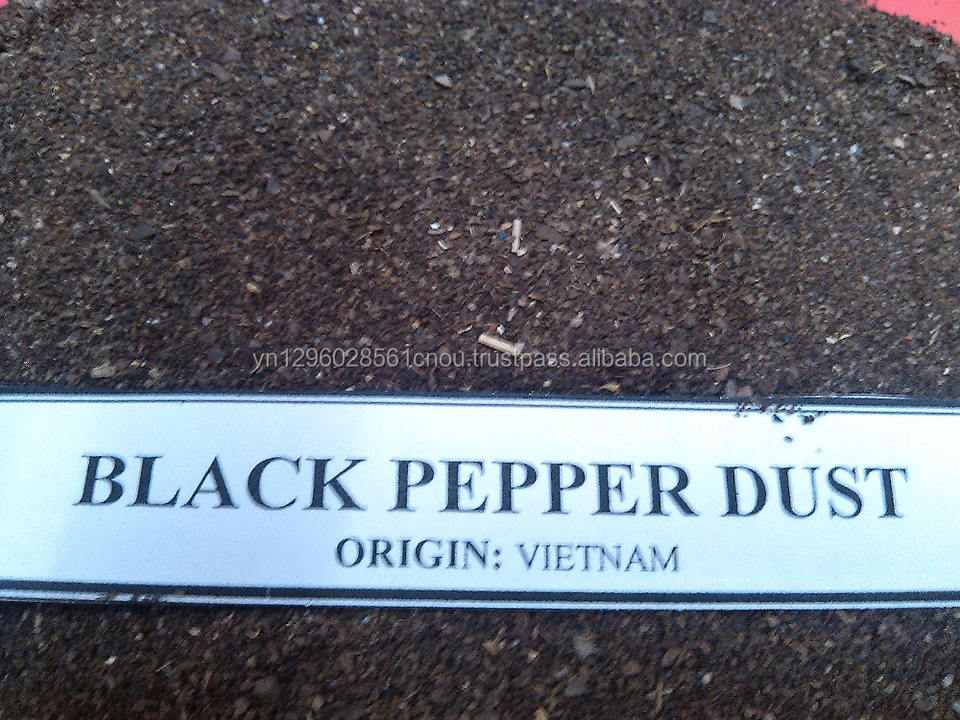 yn1296028561cnou.trustpass.alibaba.com
BLACK PEPPER DUST
ORIGIN: VIETNAM